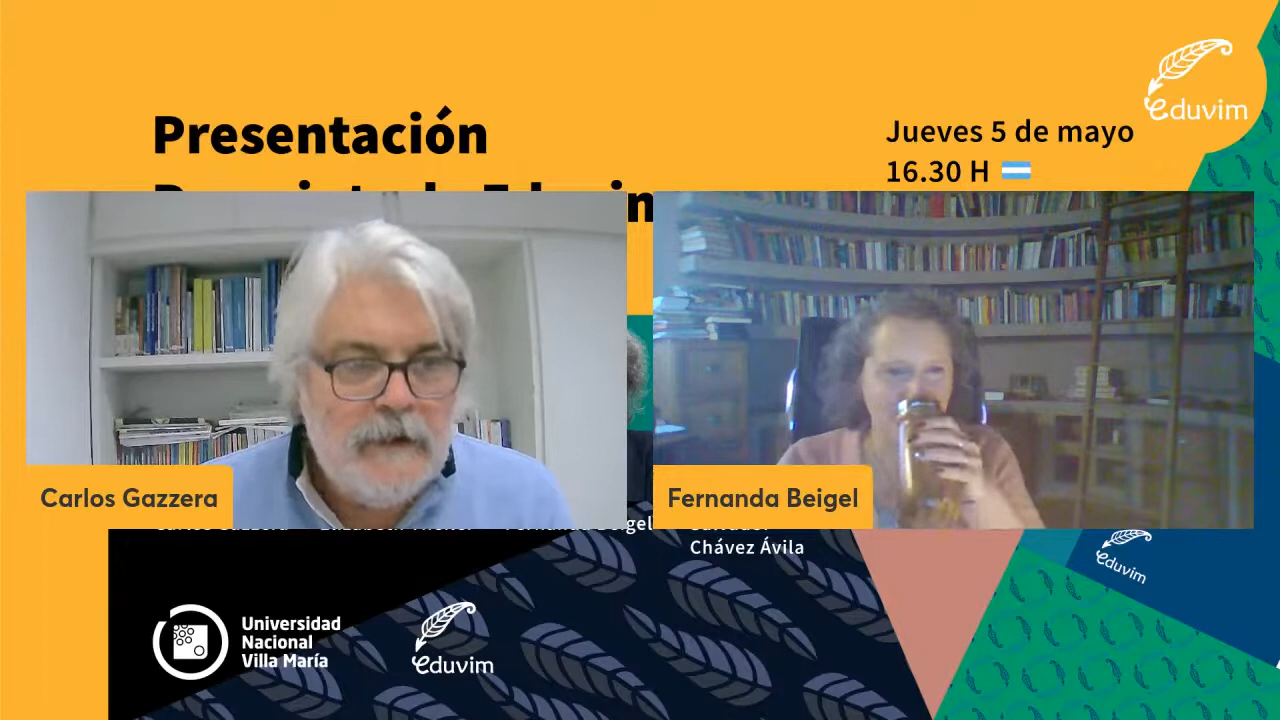 Presentación
Jueves 5 de mayo
16.30 H
eduvim
Carlos Gazzera
Fernanda Beigel
Chávez Ávila
eduvim
Universidad
Nacional
Villa María
eduvim